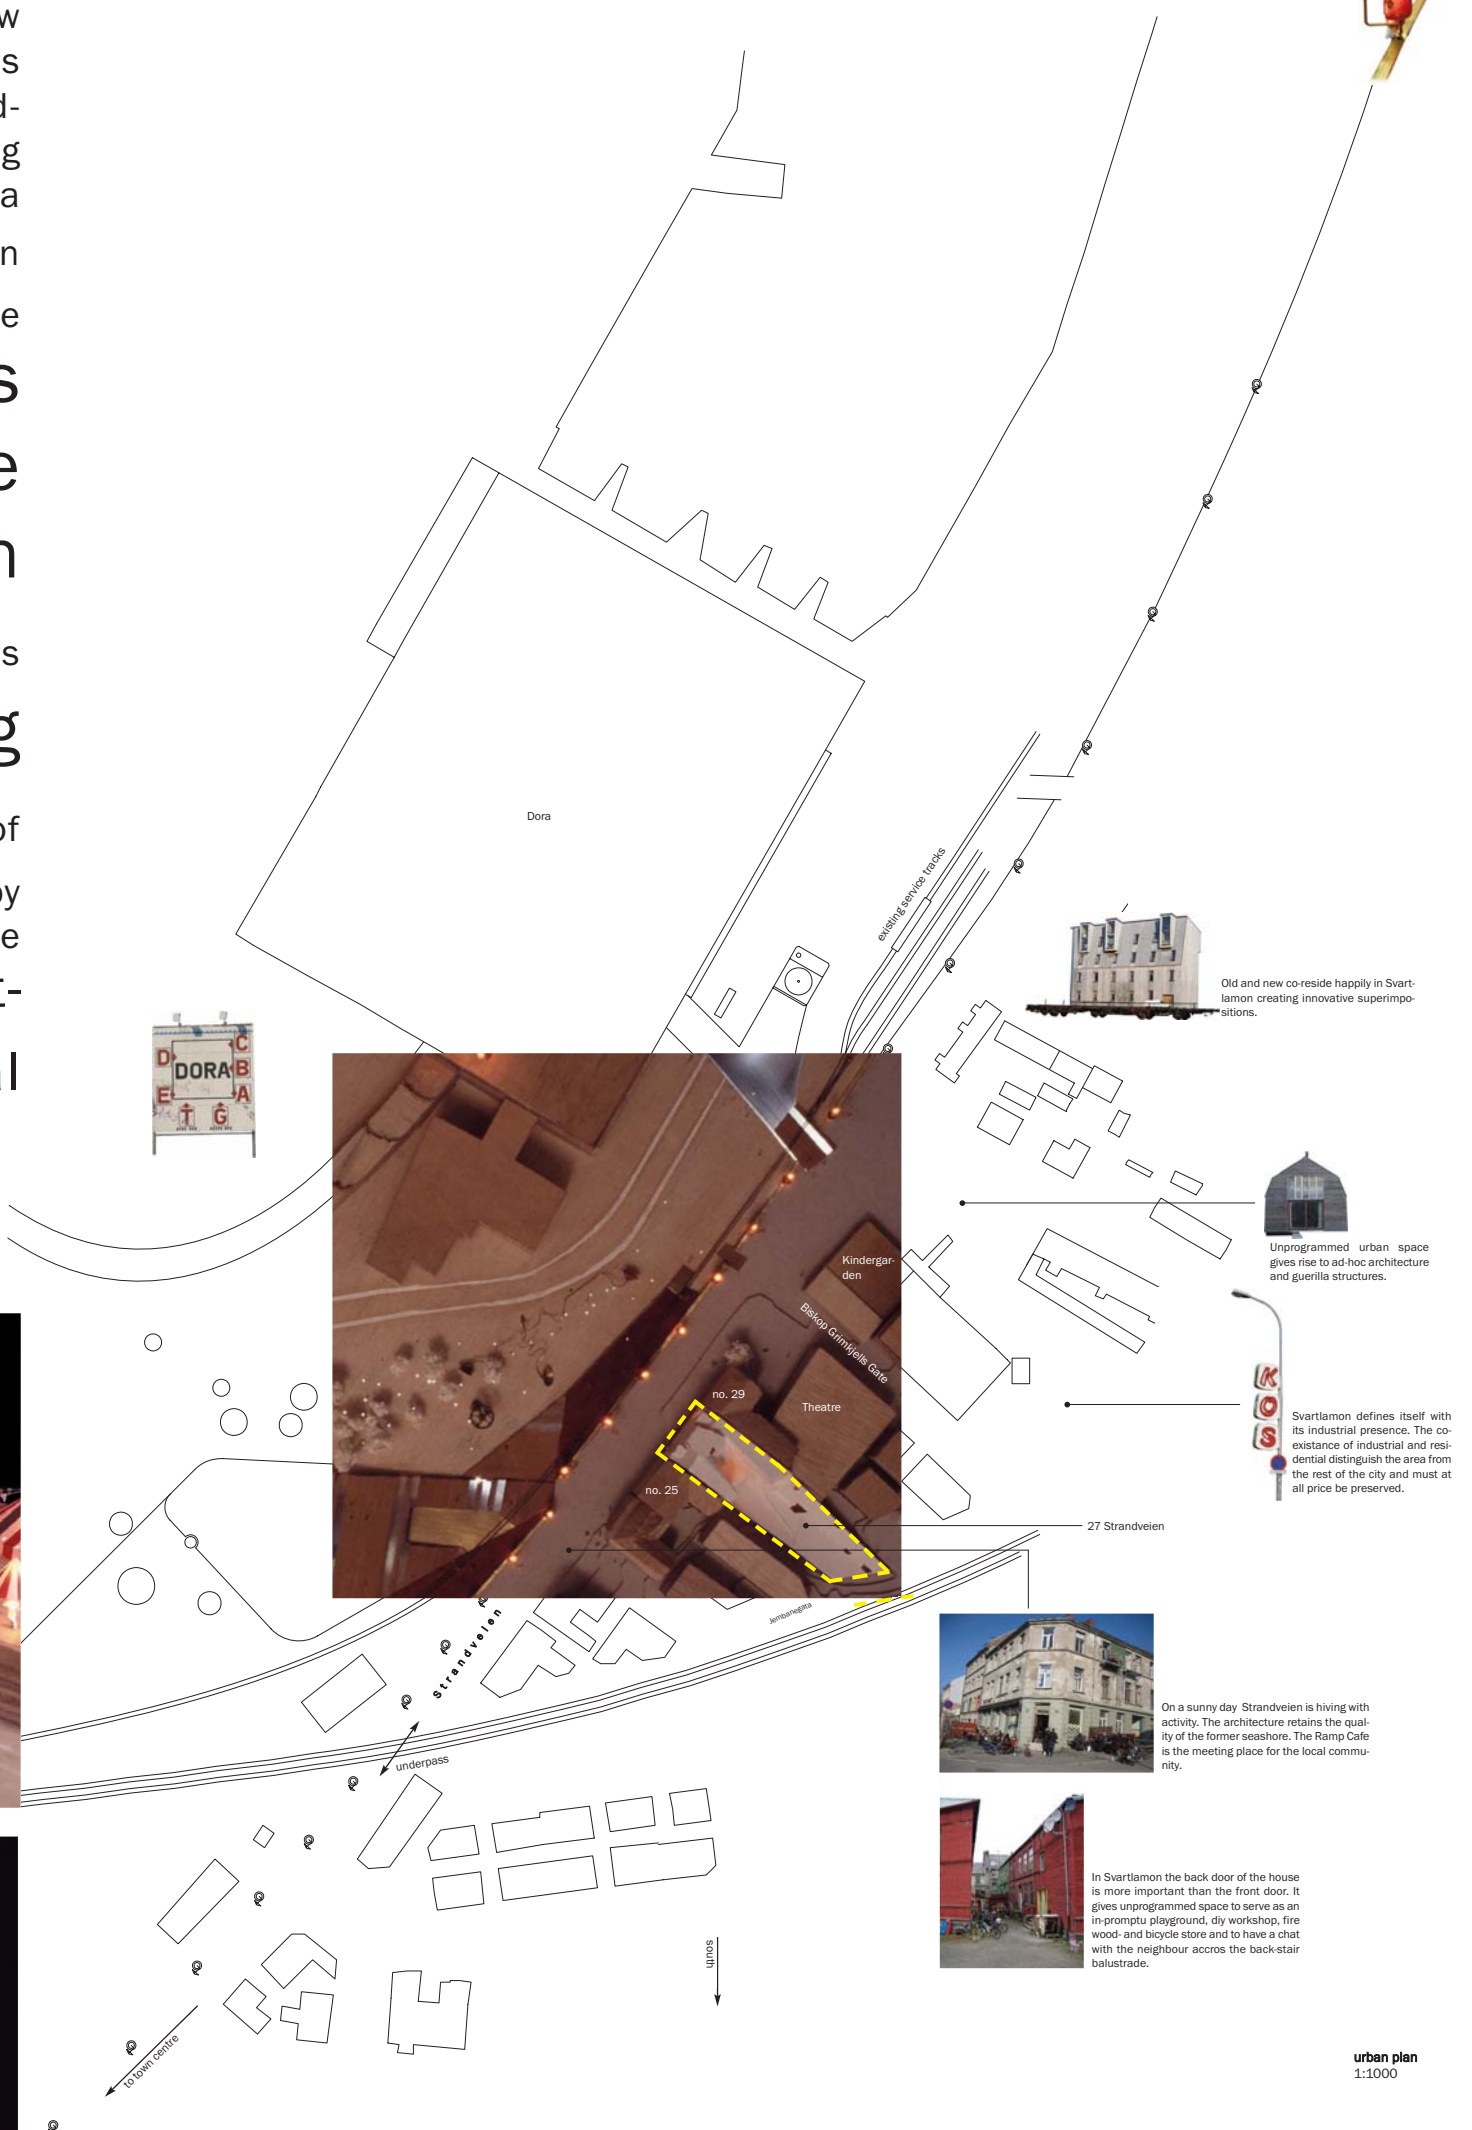 w
s
d-
g
a
n
e
s
e
n
s
g
of
by
e
t-
al
Dora
existing service tracks
Old and new co-reside happily in Svart-
lamon creating innovative superimpo-
sitions.
D
E
DORA
C
B
A
T
G
Unprogrammed urban space
gives rise to ad-hoc architecture
and guerilla structures.
Kindergar-
den
Biskop Grimkjells Gate
no. 29
Theatre
no. 25
KOS
Svartlamon defines itself with
its industrial presence. The co-
existance of industrial and resi-
dential distinguish the area from
the rest of the city and must at
all price be preserved.
27 Strandveien
Jernbanegata
Strandveien
underpass
On a sunny day Strandveien is hiving with
activity. The architecture retains the qual-
ity of the former seashore. The Ramp Cafe
is the meeting place for the local commu-
nity.
In Svartlamon the back door of the house
is more important than the front door. It
gives unprogrammed space to serve as an
in-promptu playground, diy workshop, fire
wood- and bicycle store and to have a chat
with the neighbour accros the back-stair
balustrade.
south
to town centre
urban plan
1:1000